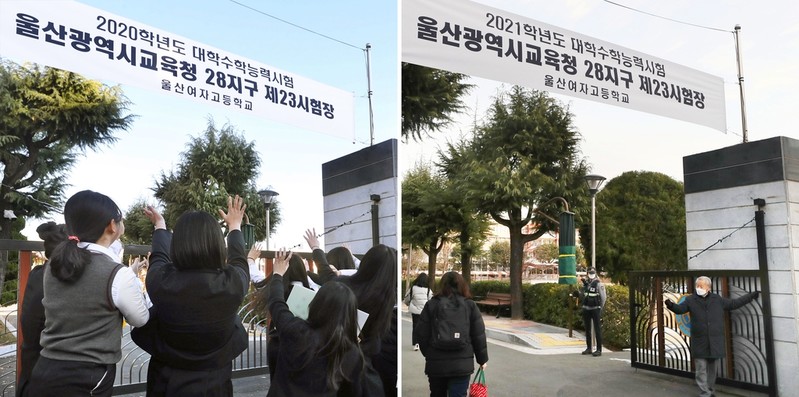 2020학년도 대학수학능력시험
울산광역시교육청 28지구 제23시험장
울산여자고등학교
2021학년도 대학수학능력시험
울산광역시교육청 28지구 제23시험장
울산여자고등학교